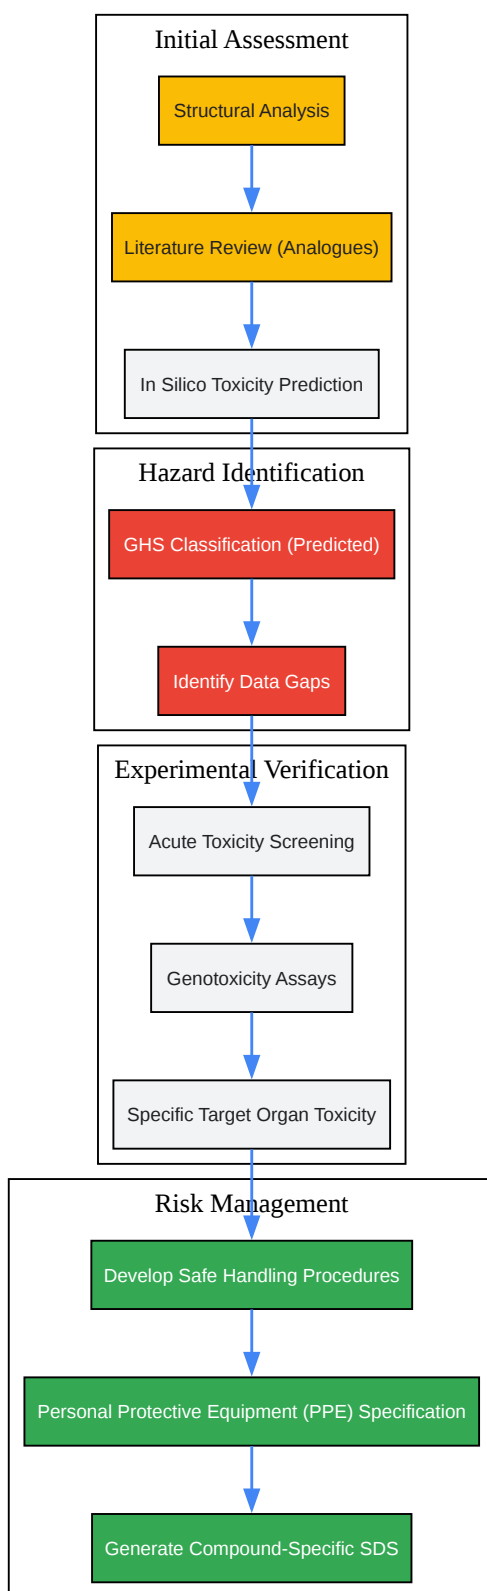 Initial Assessment
Structural Analysis
Literature Review (Analogues)
In Silico Toxicity Prediction
Hazard Identification
GHS Classification (Predicted)
Identify Data Gaps
Experimental Verification
Acute Toxicity Screening
Genotoxicity Assays
Specific Target Organ Toxicity
Risk Management
Develop Safe Handling Procedures
Personal Protective Equipment (PPE) Specification
Generate Compound-Specific SDS